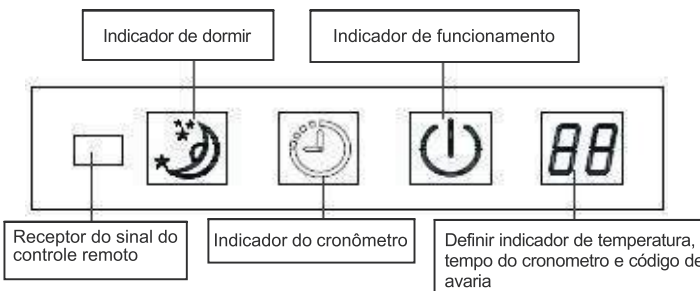 Indicador de dormir
Indicador de funcionamento
88
Receptor do sinal do
controle remoto
Indicador do cronômetro
Definir indicador de temperatura,
tempo do cronometro e código de
avaria